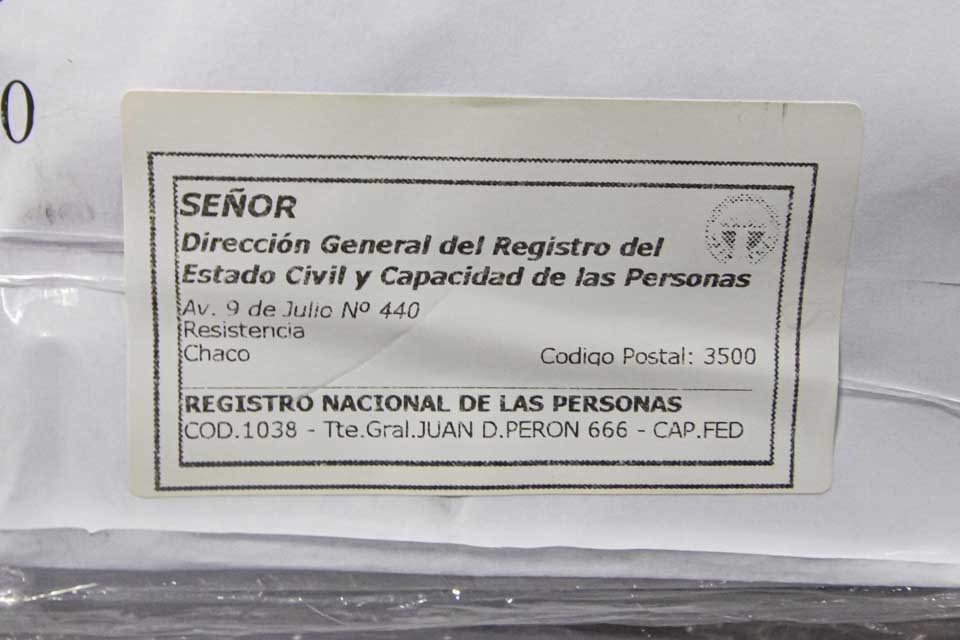 0
SEÑOR
Dirección General del Registro del
Estado Civil y Capacidad de las Personas
Av. 9 de Julio Nº 440
Resistencia
Chaco Codigo Postal: 3500
REGISTRO NACIONAL DE LAS PERSONAS
COD.1038 - Tte.Gral.JUAN D.PERON 666 - CAP.FED